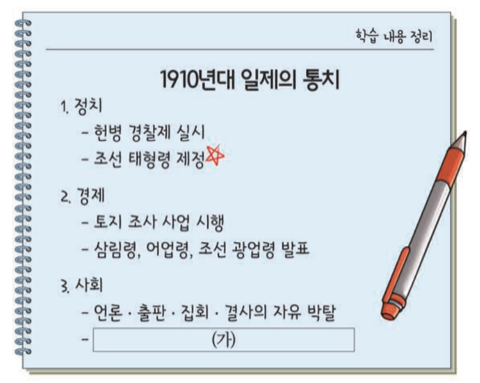 학습 내용 정리
1910년대 일제의 통치
1. 정치
- 헌병 경찰제 실시
- 조선 태형령 제정
2. 경제
- 토지 조사 사업 시행
- 삼림령, 어업령, 조선 광업령 발표
3. 사회
- 언론 · 출판 · 집회 · 결사의 자유 박탈
- (가)